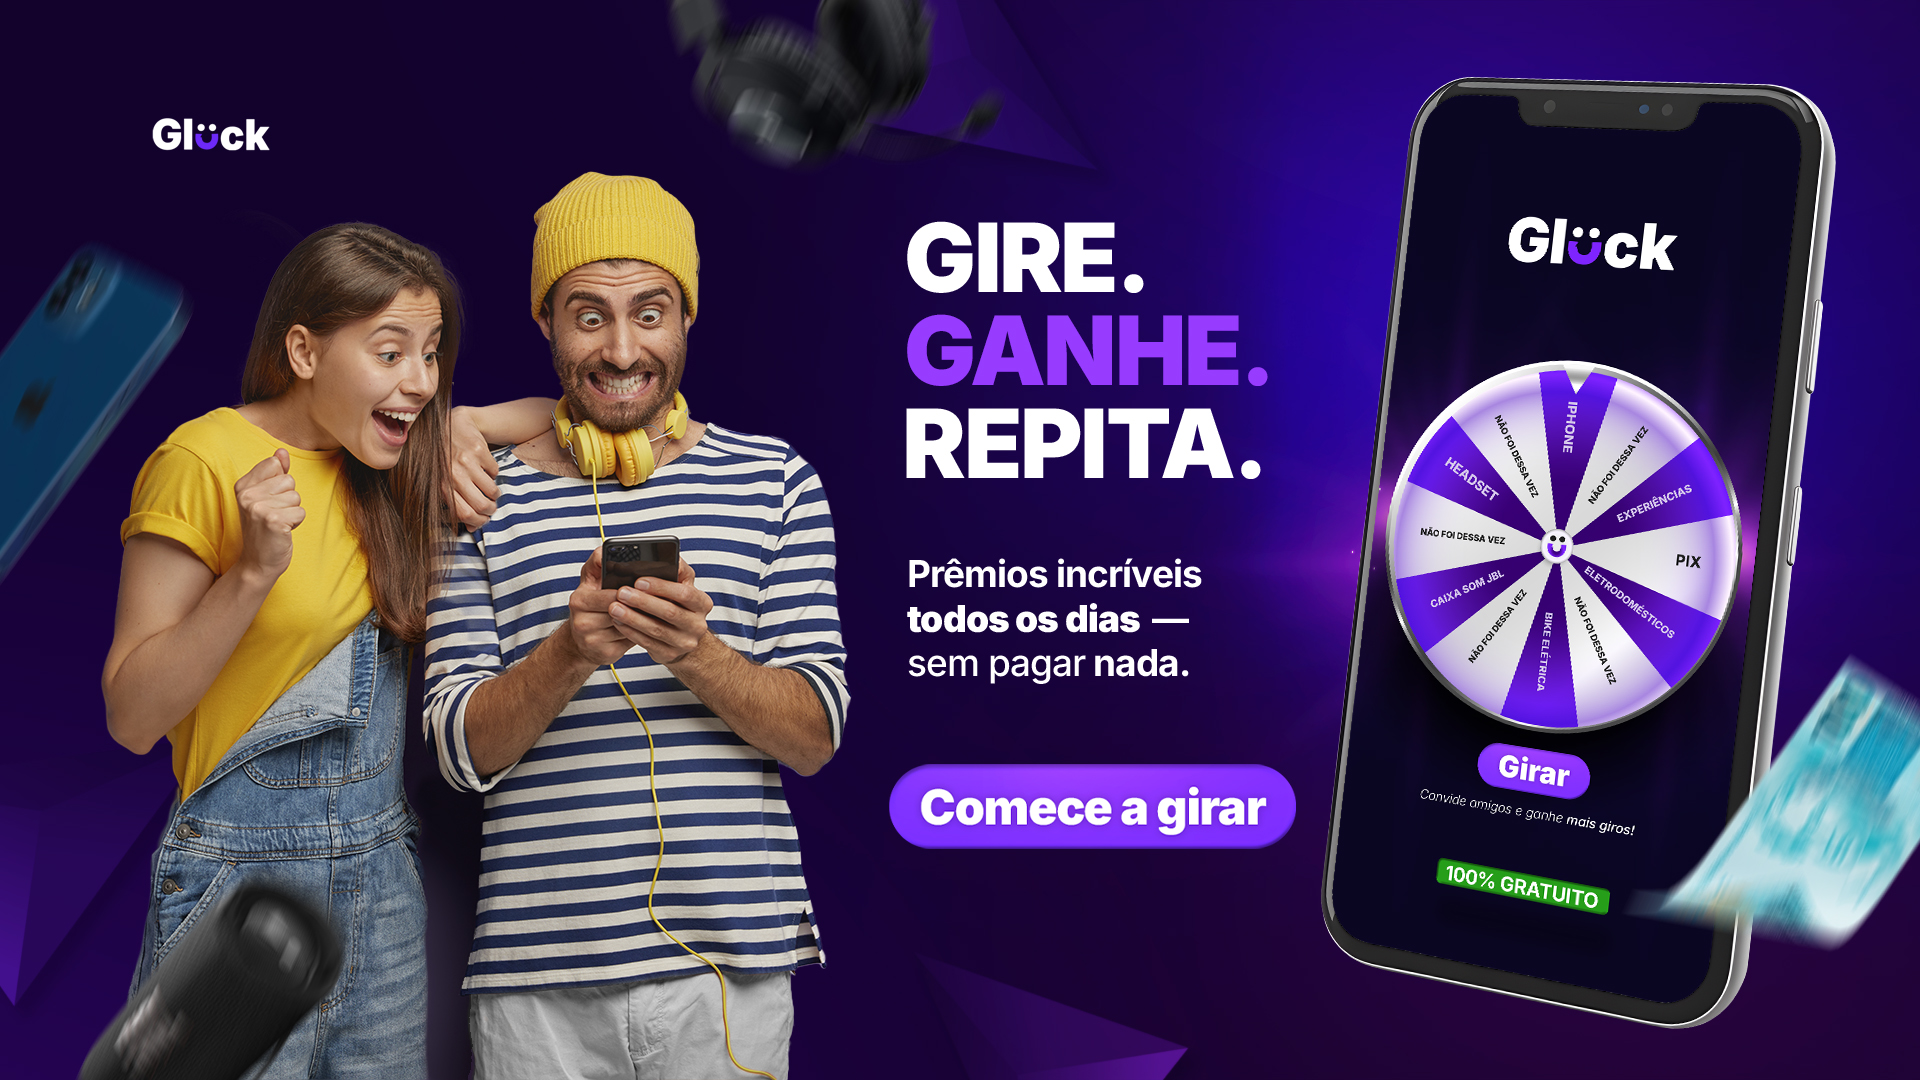 Glück
GIRE.
GANHE.
REPITA.
Prêmios incríveis
todos os dias —
sem pagar nada.
Comece a girar
Glück
IPHONE
NÃO FOI DESSA VEZ
EXPERIÊNCIAS
PIX
ELETRODOMÉSTICOS
NÃO FOI DESSA VEZ
BIKE ELÉTRICA
NÃO FOI DESSA VEZ
CAIXA SOM JBL
NÃO FOI DESSA VEZ
HEADSET
NÃO FOI DESSA VEZ
Girar
Convide amigos e ganhe mais giros!
100% GRATUITO